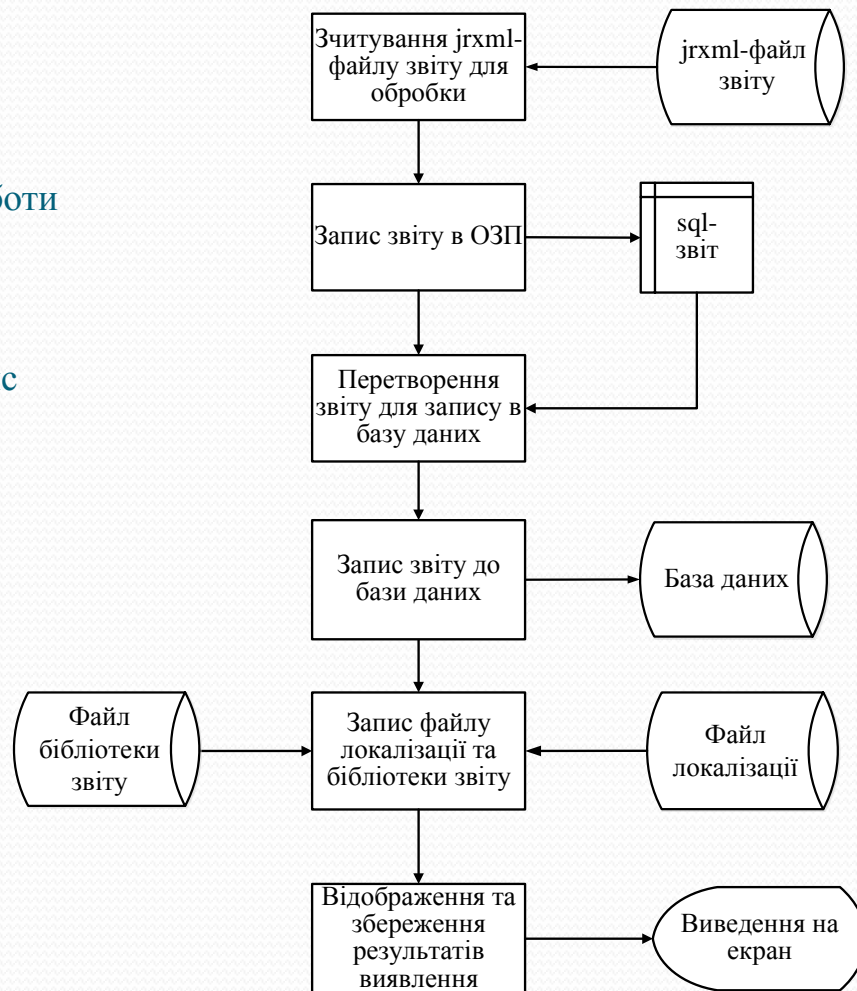 Зчитування jrxml-
файлу звіту для
обробки
jrxml-файл
звіту
Запис звіту в ОЗП
sql-
звіт
Перетворення
звіту для запису в
базу даних
Запис звіту до
бази даних
База даних
Файл
бібліотеки
звіту
Запис файлу
локалізації та
бібліотеки звіту
Файл
локалізації
Відображення та
збереження
результатів
виявлення
Виведення на
екран